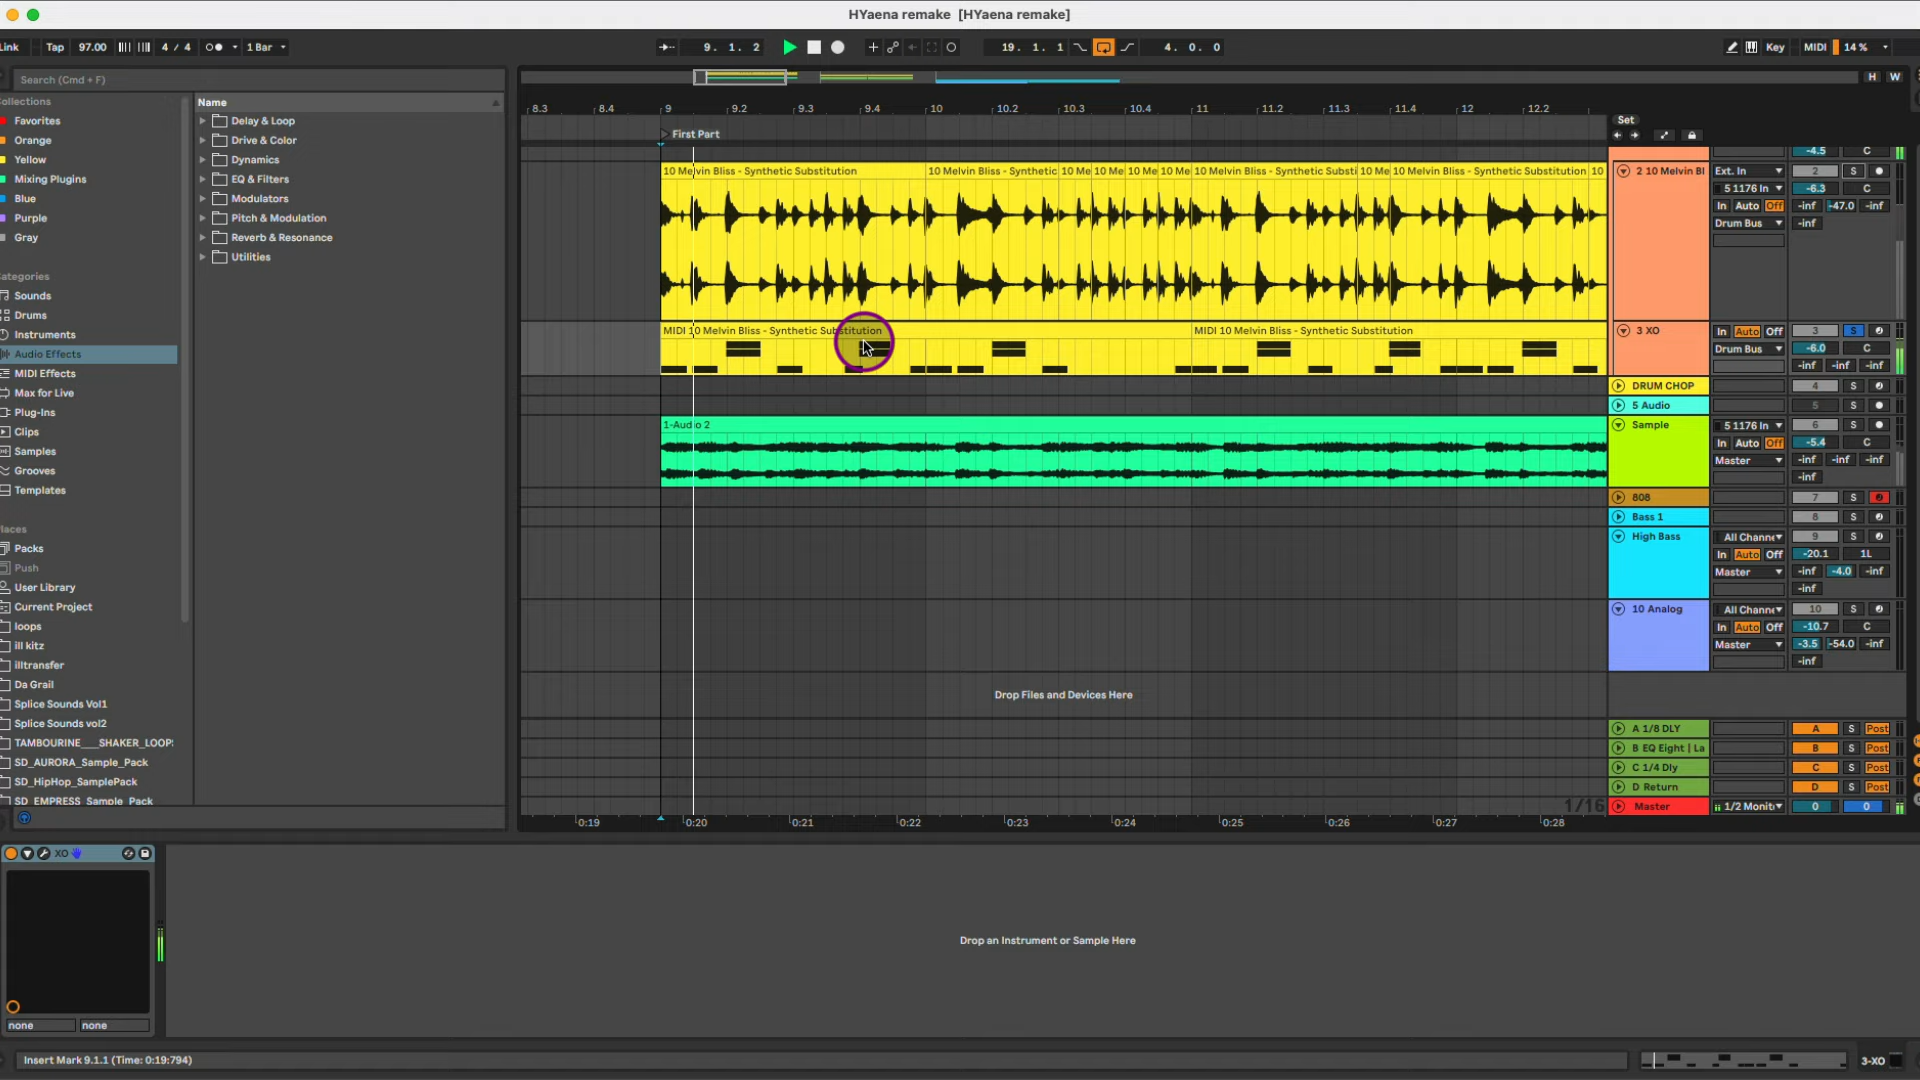 HYaena remake [HYaena remake]
Link Tap 97.00 4 / 4 1 Bar 9. 1. 2 19. 1. 1 4. 0. 0 Key MIDI 14 %
Search (Cmd + F)
H W
Collections
Favorites
Orange
Yellow
Mixing Plugins
Blue
Purple
Gray
Categories
Sounds
Drums
Instruments
Audio Effects
MIDI Effects
Max for Live
Plug-Ins
Clips
Samples
Grooves
Templates
Places
Packs
Push
User Library
Current Project
loops
ill kitz
illtransfer
Da Grail
Splice Sounds Vol1
Splice Sounds vol2
TAMBOURINE___SHAKER_LOOP
SD_AURORA_Sample_Pack
SD_HipHop_SamplePack
SD_EMPRESS_Sample_Pack
Name
Delay & Loop
Drive & Color
Dynamics
EQ & Filters
Modulators
Pitch & Modulation
Reverb & Resonance
Utilities
8.3 8.4 9 9.2 9.3 9.4 10 10.2 10.3 10.4 11 11.2 11.3 11.4 12 12.2
First Part
Set
10 Melvin Bliss - Synthetic Substitution 10 Melvin Bliss - Synthetic 10 Me 10 Me 10 Me 10 Me 10 Melvin Bliss - Synthetic Substi 10 Me 10 Melvin Bliss - Synthetic Substitution 10
MIDI 10 Melvin Bliss - Synthetic Substitution MIDI 10 Melvin Bliss - Synthetic Substitution
1-Audio 2
Drop Files and Devices Here
1/16
0:19 0:20 0:21 0:22 0:23 0:24 0:25 0:26 0:27 0:28
-4.5 C
2 10 Melvin Bl Ext. In 2 S
5 1176 In -6.3 C
In Auto Off -inf -47.0 -inf
Drum Bus -inf
3 XO In Auto Off 3 S
Drum Bus -6.0 C
-inf -inf -inf
DRUM CHOP 4 S
5 Audio 5 S
Sample 5 1176 In 6 S
In Auto Off -5.4 C
Master -inf -inf -inf
-inf
808 7 S
Bass 1 8 S
High Bass All Channe 9 S
In Auto Off -20.1 1L
Master -inf -4.0 -inf
-inf
10 Analog All Channe 10 S
In Auto Off -10.7 C
Master -3.5 -54.0 -inf
-inf
A 1/8 DLY A S Post
B EQ Eight | La B S Post
C 1/4 Dly C S Post
D Return D S Post
Master 1/2 Monit 0 0
XO
none none
Drop an Instrument or Sample Here
Insert Mark 9.1.1 (Time: 0:19:794)
3-XO